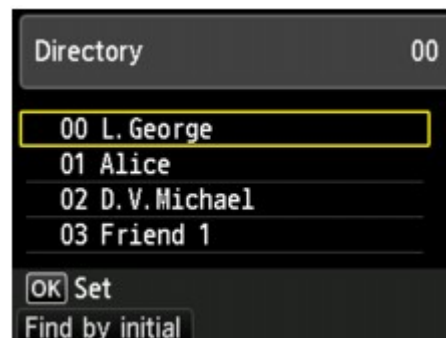 Directory 00
00 L.George
01 Alice
02 D.V.Michael
03 Friend 1
OK Set
Find by initial